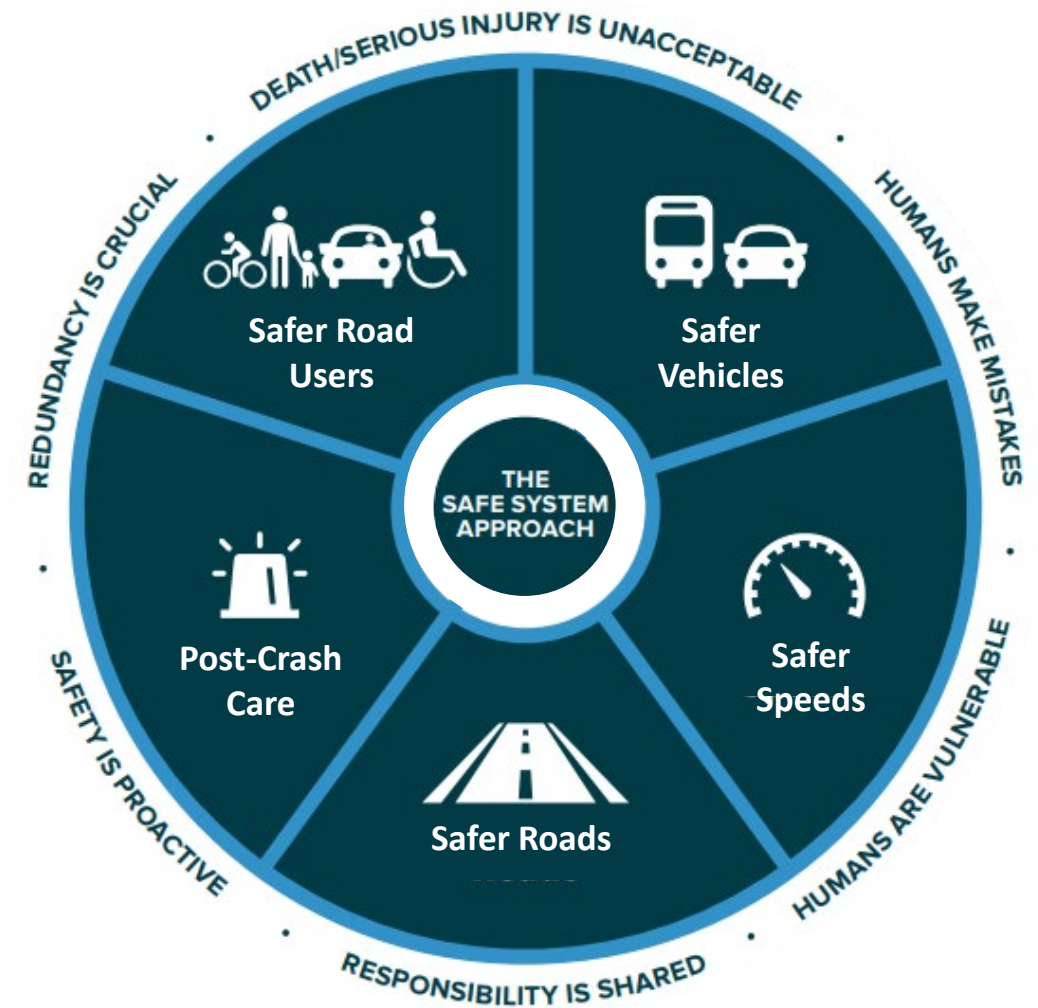 DEATH/SERIOUS INJURY IS UNACCEPTABLE
HUMANS MAKE MISTAKES
HUMANS ARE VULNERABLE
RESPONSIBILITY IS SHARED
SAFETY IS PROACTIVE
REDUNDANCY IS CRUCIAL
Safer Road
Users
Safer
Vehicles
THE
SAFE SYSTEM
APPROACH
Post-Crash
Care
Safer
Speeds
Safer Roads